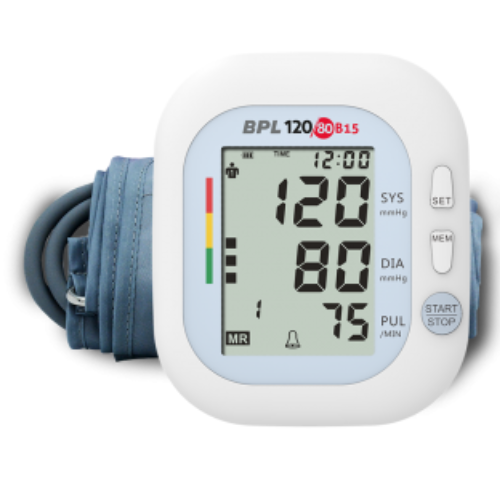 BPL 120/80 B15
TIME 12:00
120 SYS mmHg
SET
MEM
80 DIA mmHg
1 75 PUL /MIN
START STOP
MR